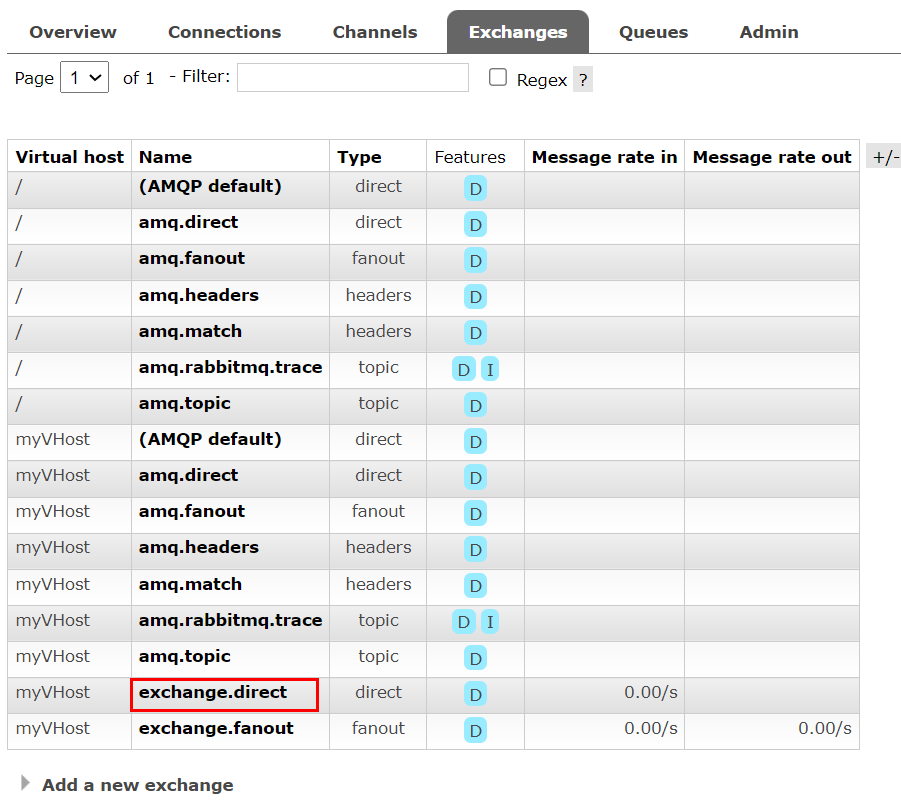 Overview Connections Channels Exchanges Queues Admin
Page 1 of 1 - Filter: Regex ?
Virtual host Name Type Features Message rate in Message rate out +/-
/ (AMQP default) direct D
/ amq.direct direct D
/ amq.fanout fanout D
/ amq.headers headers D
/ amq.match headers D
/ amq.rabbitmq.trace topic D I
/ amq.topic topic D
myVHost (AMQP default) direct D
myVHost amq.direct direct D
myVHost amq.fanout fanout D
myVHost amq.headers headers D
myVHost amq.match headers D
myVHost amq.rabbitmq.trace topic D I
myVHost amq.topic topic D
myVHost exchange.direct direct D 0.00/s
myVHost exchange.fanout fanout D 0.00/s 0.00/s
Add a new exchange